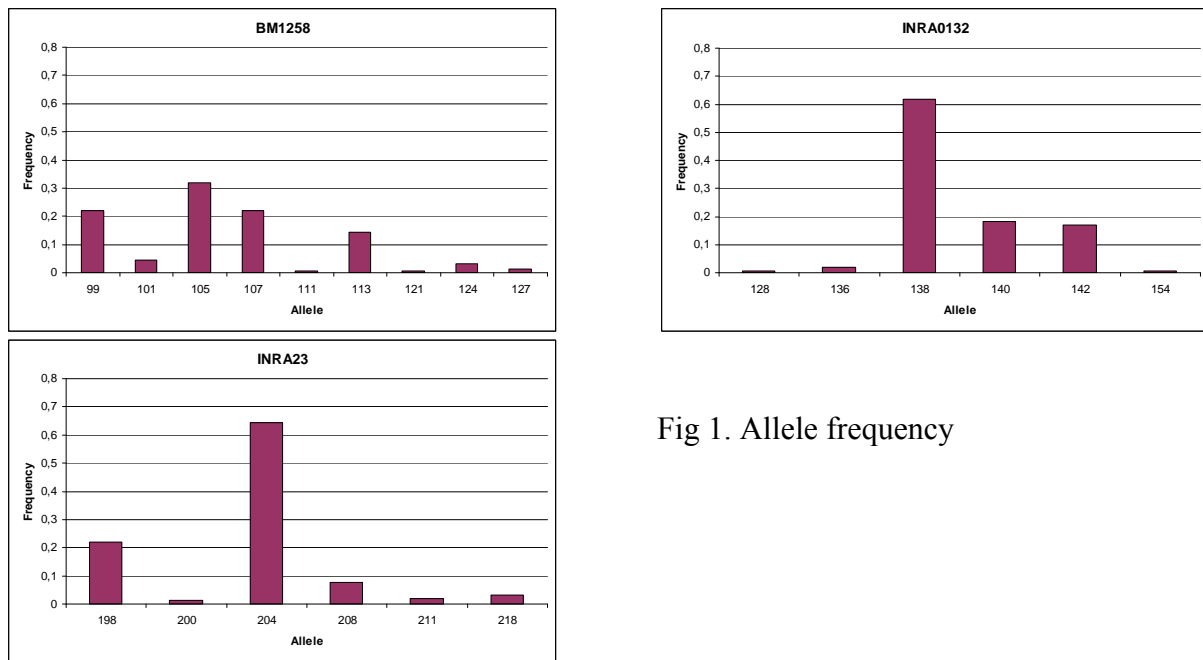 BM1258
0,8
0,7
0,6
0,5
0,4
0,3
0,2
0,1
0
Frequency
99 101 105 107 111 113 121 124 127
Allele
INRA0132
0,8
0,7
0,6
0,5
0,4
0,3
0,2
0,1
0
Frequency
128 136 138 140 142 154
Allele
INRA23
0,8
0,7
0,6
0,5
0,4
0,3
0,2
0,1
0
Frequency
198 200 204 208 211 218
Allele
Fig 1. Allele frequency